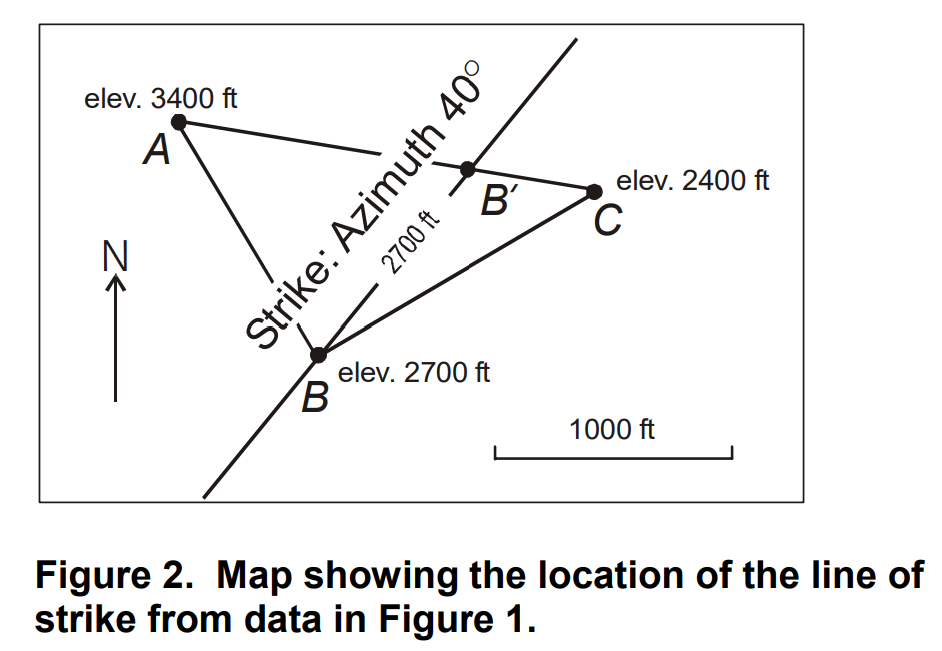 elev. 3400 ft
A
Strike: Azimuth 40°
B′
elev. 2400 ft
C
2700 ft
N
B
elev. 2700 ft
1000 ft
Figure 2. Map showing the location of the line of
strike from data in Figure 1.